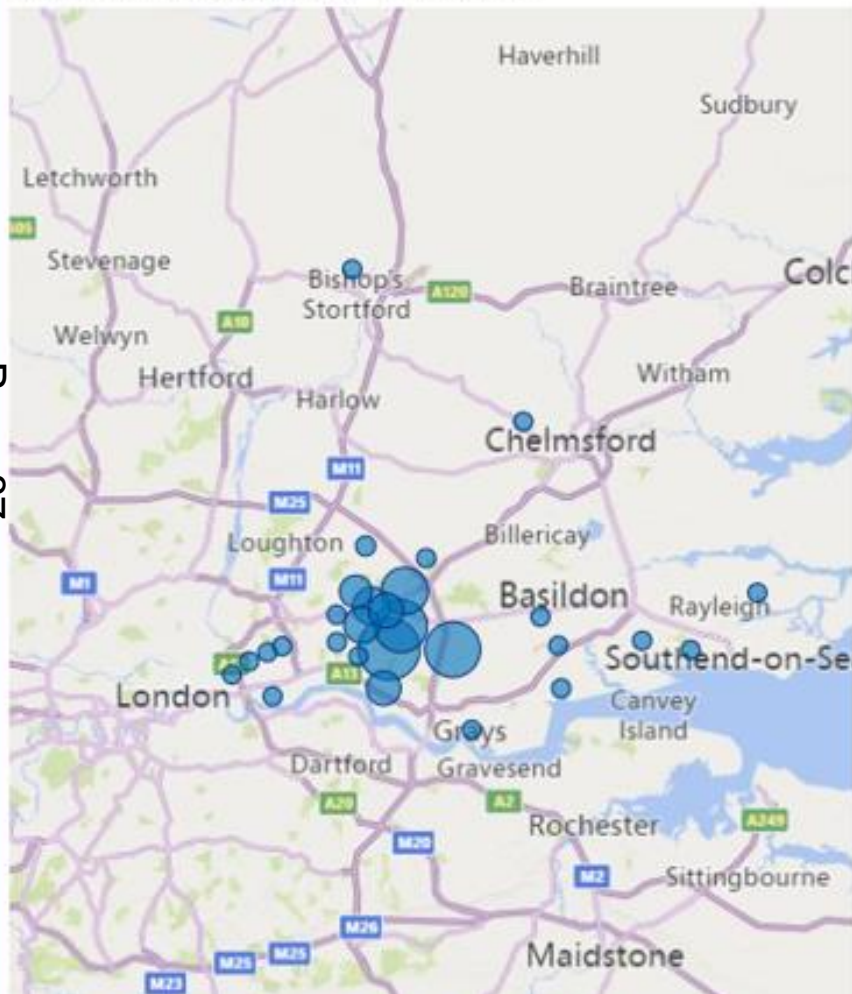 Haverhill
Sudbury
Letchworth
Stevenage
Bishop's
Stortford
A120
Braintree
Colc
A10
Welwyn
Hertford
Harlow
Witham
Chelmsford
M11
M25
Loughton
Billericay
M1
M11
Basildon
Rayleigh
Southend-on-Se
A13
London
Canvey
Island
Grays
Dartford
Gravesend
A20
A2
Rochester
A249
M20
M2
Sittingbourne
M26
M25
M25
Maidstone
M23